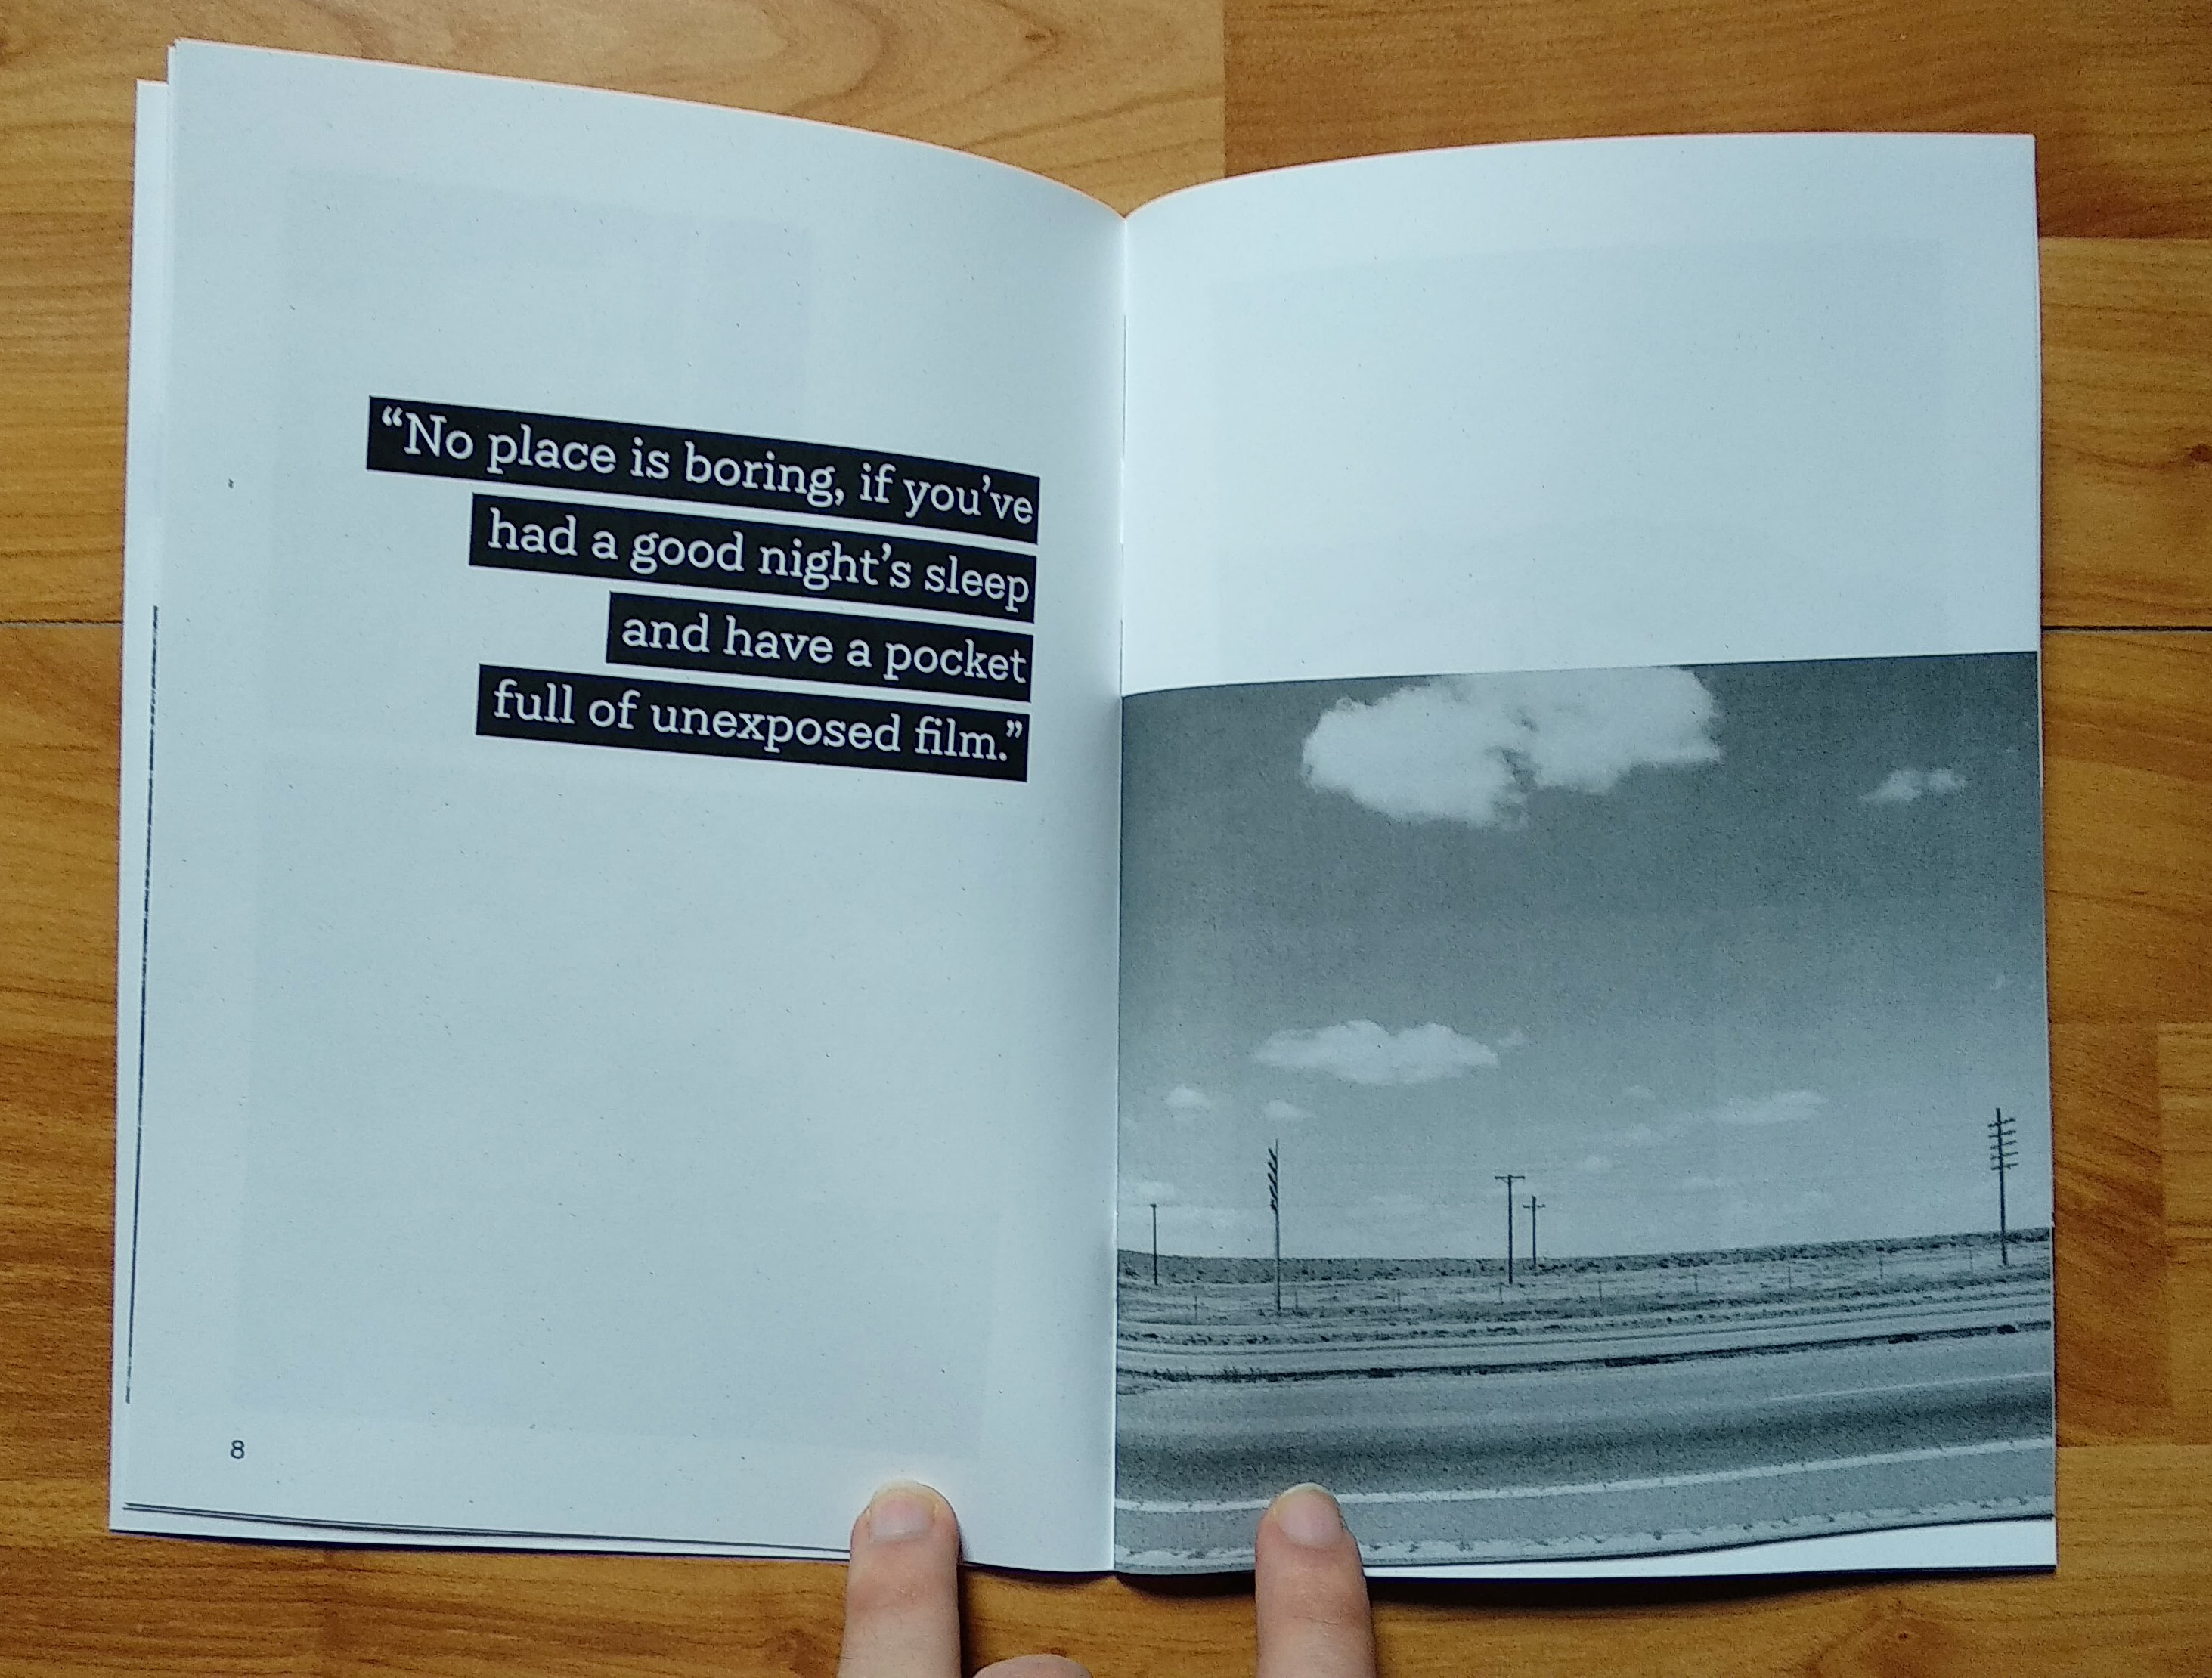 “No place is boring, if you’ve
had a good night’s sleep
and have a pocket
full of unexposed film.”
8